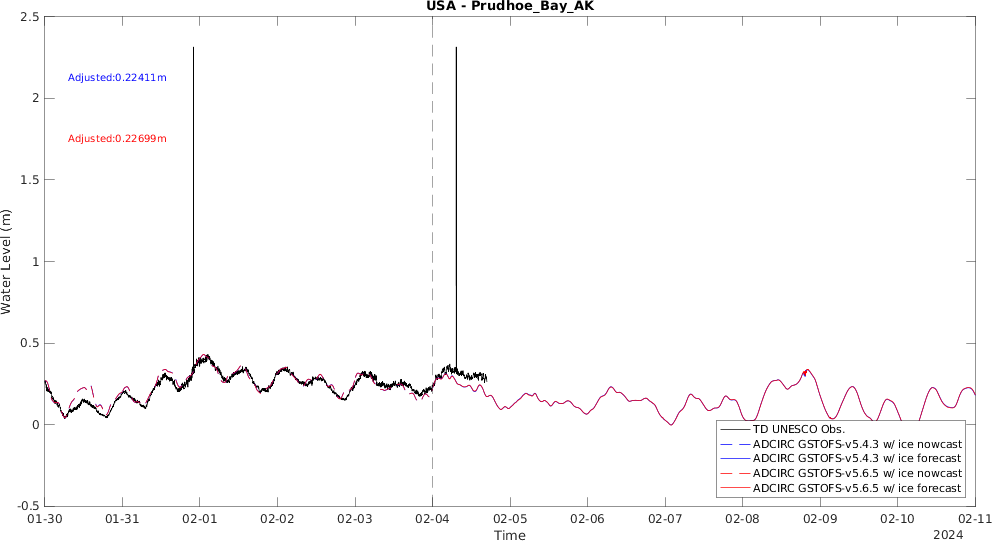 USA - Prudhoe_Bay_AK
2.5
2
1.5
1
0.5
0
-0.5
Water Level (m)
Adjusted:0.22411m
Adjusted:0.22699m
TD UNESCO Obs.
ADCIRC GSTOFS-v5.4.3 w/ ice nowcast
ADCIRC GSTOFS-v5.4.3 w/ ice forecast
ADCIRC GSTOFS-v5.6.5 w/ ice nowcast
ADCIRC GSTOFS-v5.6.5 w/ ice forecast
01-30 01-31 02-01 02-02 02-03 02-04 02-05 02-06 02-07 02-08 02-09 02-10 02-11
Time
2024